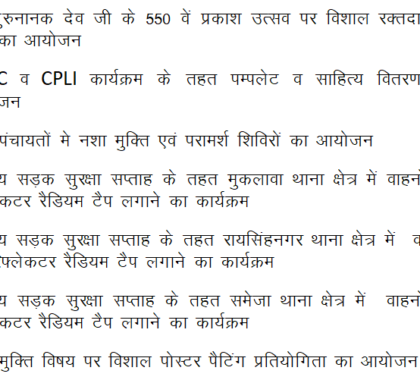 गुरुनानक देव जी के 550 वें प्रकाश उत्सव पर विशाल रक्तदा
का आयोजन
C व CPLI कार्यक्रम के तहत पम्पलेट व साहित्य वितरण
जन
पंचायतों मे नशा मुक्ति एवं परामर्श शिविरों का आयोजन
य सड़क सुरक्षा सप्ताह के तहत मुकलावा थाना क्षेत्र में वाहनो
कटर रैडियम टैप लगाने का कार्यक्रम
य सड़क सुरक्षा सप्ताह के तहत रायसिंहनगर थाना क्षेत्र में व
रिफ्लेकटर रैडियम टैप लगाने का कार्यक्रम
य सड़क सुरक्षा सप्ताह के तहत समेजा थाना क्षेत्र में वाहनो
कटर रैडियम टैप लगाने का कार्यक्रम
मुक्ति विषय पर विशाल पोस्टर पैटिंग प्रतियोगिता का आयोजन